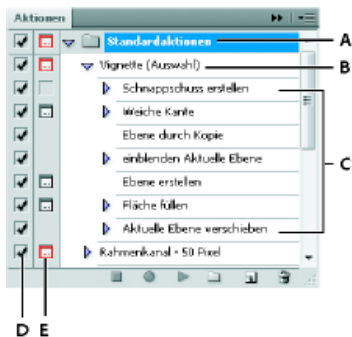 Aktionen
Standardaktionen
A
Vignette (Auswahl)
B
Schnappschuss erstellen
Weiche Kante
Ebene durch Kopie
C
einblenden Aktuelle Ebene
Ebene erstellen
Fläche füllen
Aktuelle Ebene verschieben
Rahmenkanal - 50 Pixel
D E